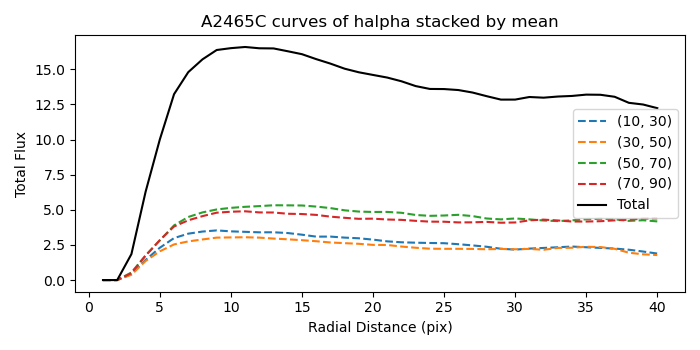 A2465C curves of halpha stacked by mean
Total Flux
15.0
12.5
10.0
7.5
5.0
2.5
0.0
(10, 30)
(30, 50)
(50, 70)
(70, 90)
Total
0 5 10 15 20 25 30 35 40
Radial Distance (pix)